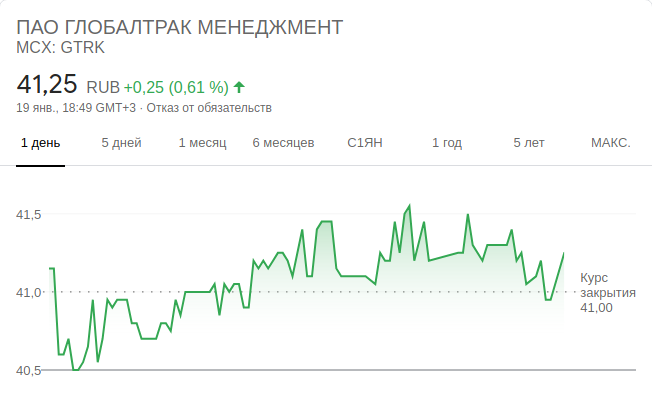 ПАО ГЛОБАЛТРАК МЕНЕДЖМЕНТ
MCX: GTRK
41,25 RUB +0,25 (0,61 %)
19 янв., 18:49 GMT+3 · Отказ от обязательств
1 день 5 дней 1 месяц 6 месяцев С1ЯН 1 год 5 лет МАКС.
41,5
41,0
40,5
Курс
закрытия
41,00